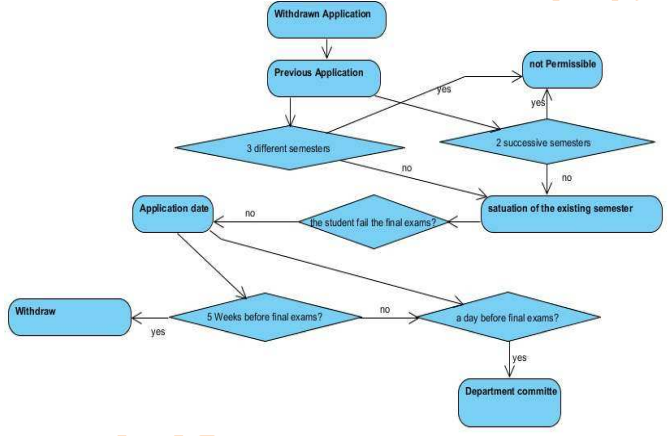 Withdrawn Application
Previous Application
not Permissible
yes
yes
3 different semesters
2 successive semesters
no
no
Application date
no
the student fail the final exams?
satuation of the existing semester
Withdraw
5 Weeks before final exams?
no
a day before final exams?
yes
yes
Department committe